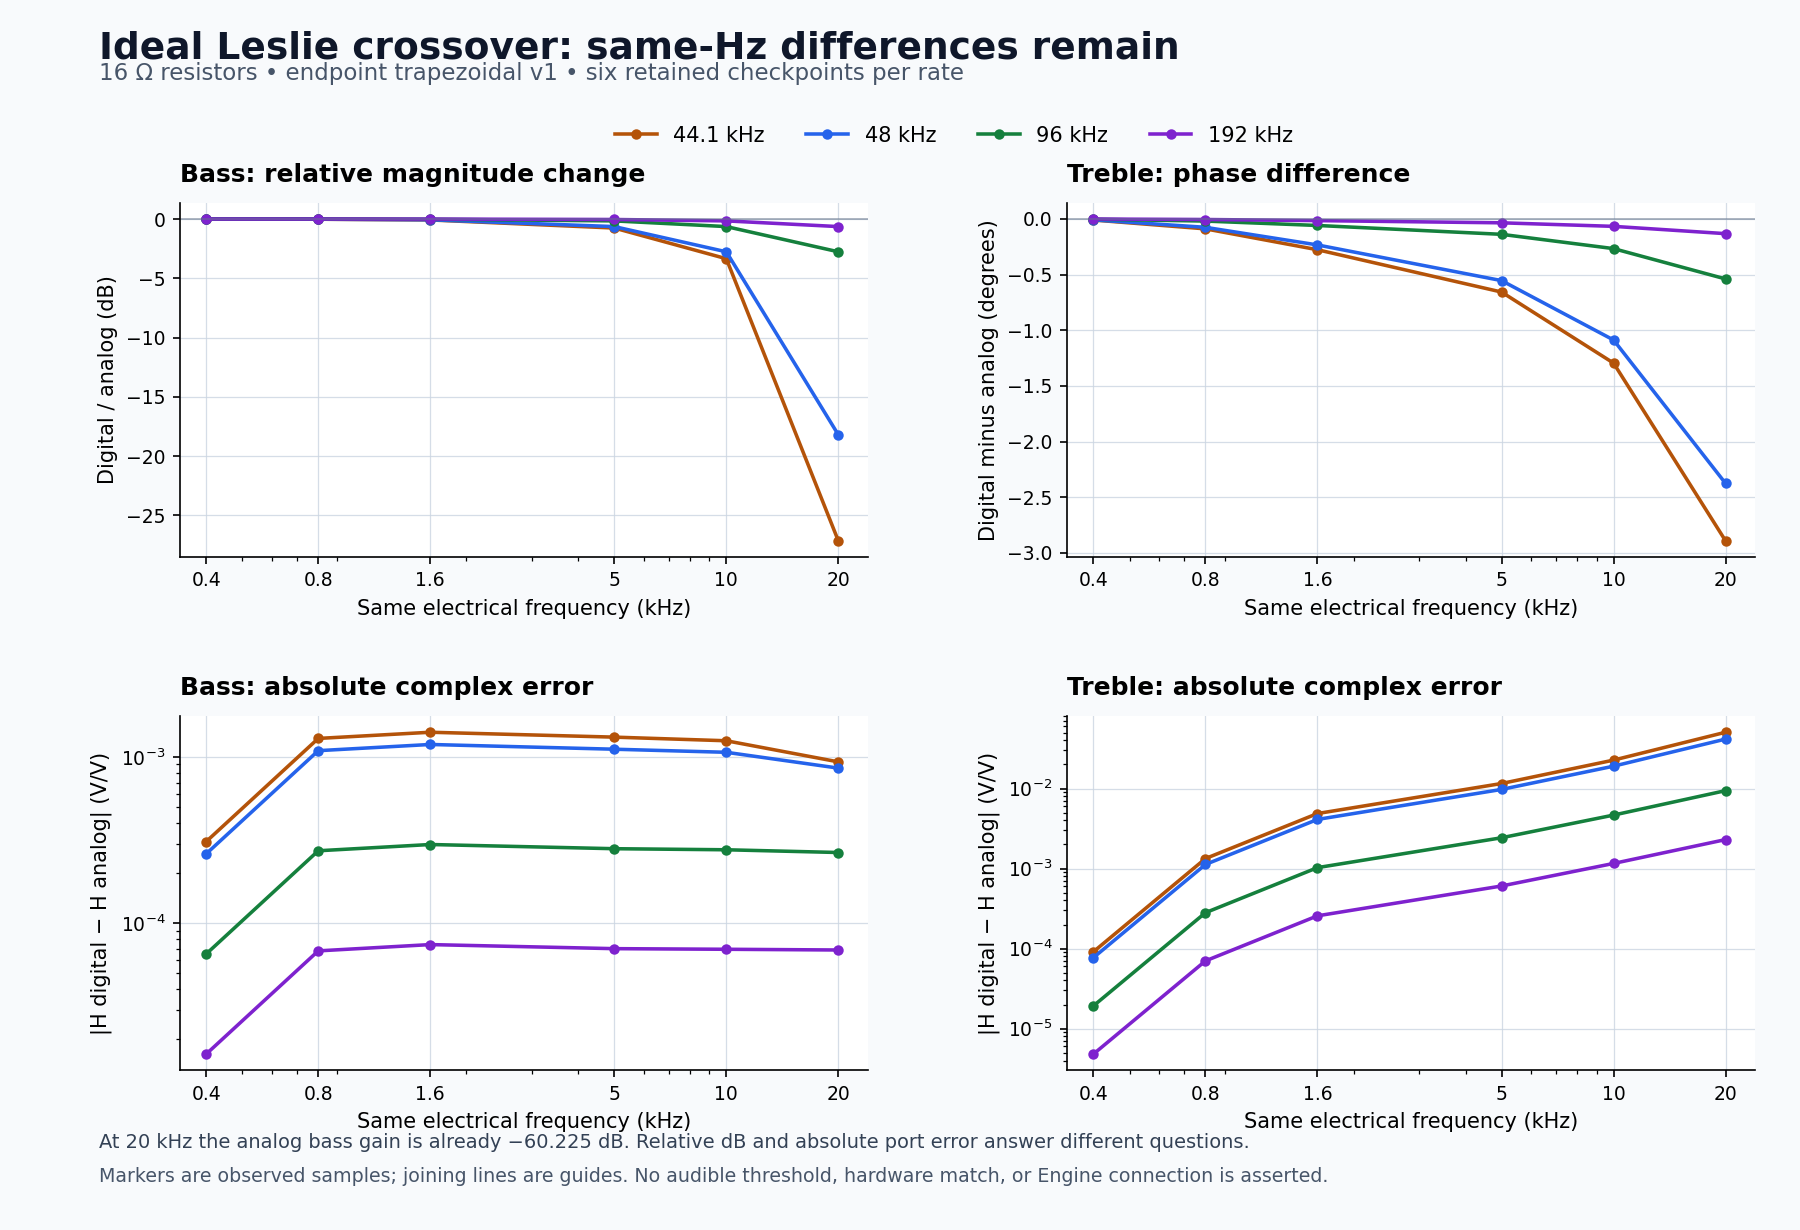 Ideal Leslie crossover: same-Hz differences remain
16 Ω resistors • endpoint trapezoidal v1 • six retained checkpoints per rate
44.1 kHz 48 kHz 96 kHz 192 kHz
Bass: relative magnitude change
Digital / analog (dB)
0
−5
−10
−15
−20
−25
0.4 0.8 1.6 5 10 20
Same electrical frequency (kHz)
Treble: phase difference
Digital minus analog (degrees)
0.0
−0.5
−1.0
−1.5
−2.0
−2.5
−3.0
0.4 0.8 1.6 5 10 20
Same electrical frequency (kHz)
Bass: absolute complex error
|H digital − H analog| (V/V)
10⁻³
10⁻⁴
0.4 0.8 1.6 5 10 20
Same electrical frequency (kHz)
Treble: absolute complex error
|H digital − H analog| (V/V)
10⁻²
10⁻³
10⁻⁴
10⁻⁵
0.4 0.8 1.6 5 10 20
Same electrical frequency (kHz)
At 20 kHz the analog bass gain is already −60.225 dB. Relative dB and absolute port error answer different questions.
Markers are observed samples; joining lines are guides. No audible threshold, hardware match, or Engine connection is asserted.